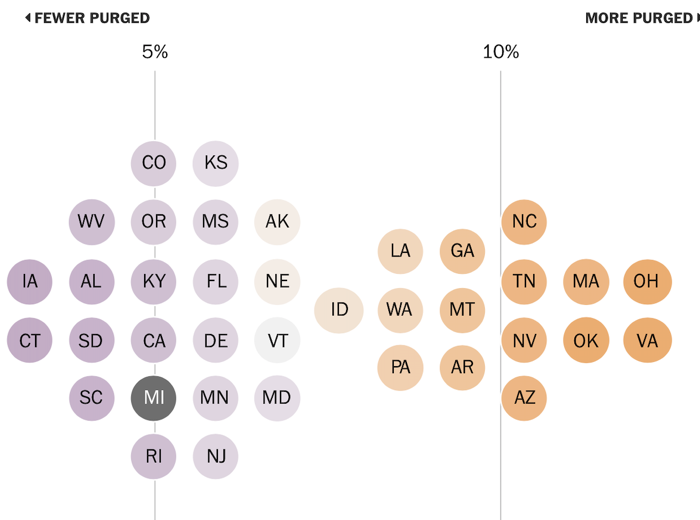 FEWER PURGED
MORE PURGED
5%
10%
CO KS
WV OR MS AK NC
LA GA
IA AL KY FL NE TN MA OH
ID WA MT
CT SD CA DE VT NV OK VA
PA AR
SC MI MN MD AZ
RI NJ